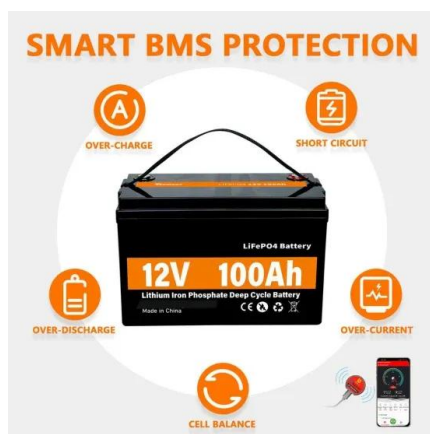 SMART BMS PROTECTION
OVER-CHARGE
SHORT CIRCUIT
LiFePO4 Battery
12V 100Ah
Lithium Iron Phosphate Deep Cycle Battery
Made in China
OVER-DISCHARGE
OVER-CURRENT
CELL BALANCE